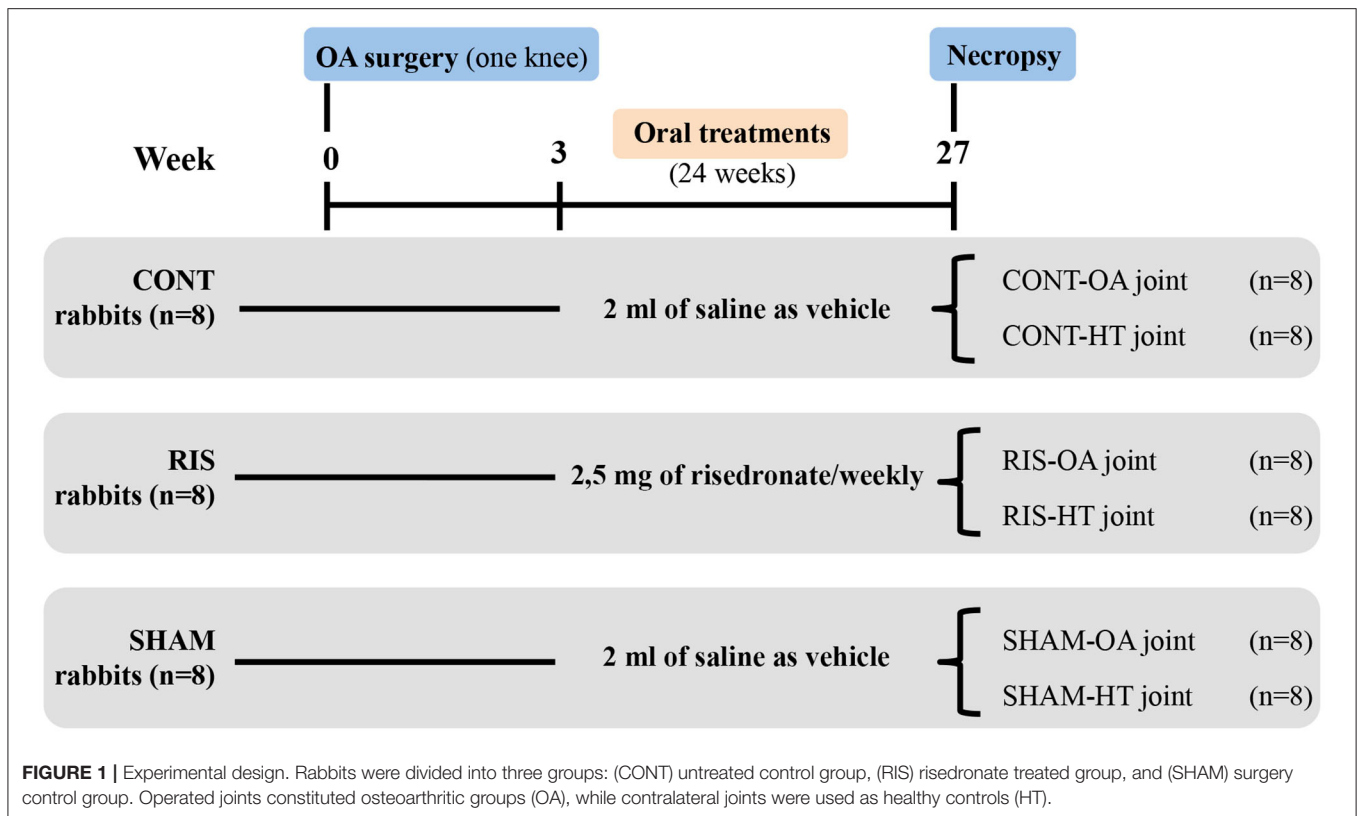 OA surgery (one knee)
Necropsy
Oral treatments
(24 weeks)
Week
0
3
27
CONT
rabbits (n=8)
2 ml of saline as vehicle
CONT-OA joint (n=8)
CONT-HT joint (n=8)
RIS
rabbits (n=8)
2,5 mg of risedronate/weekly
RIS-OA joint (n=8)
RIS-HT joint (n=8)
SHAM
rabbits (n=8)
2 ml of saline as vehicle
SHAM-OA joint (n=8)
SHAM-HT joint (n=8)
FIGURE 1 | Experimental design. Rabbits were divided into three groups: (CONT) untreated control group, (RIS) risedronate treated group, and (SHAM) surgery
control group. Operated joints constituted osteoarthritic groups (OA), while contralateral joints were used as healthy controls (HT).